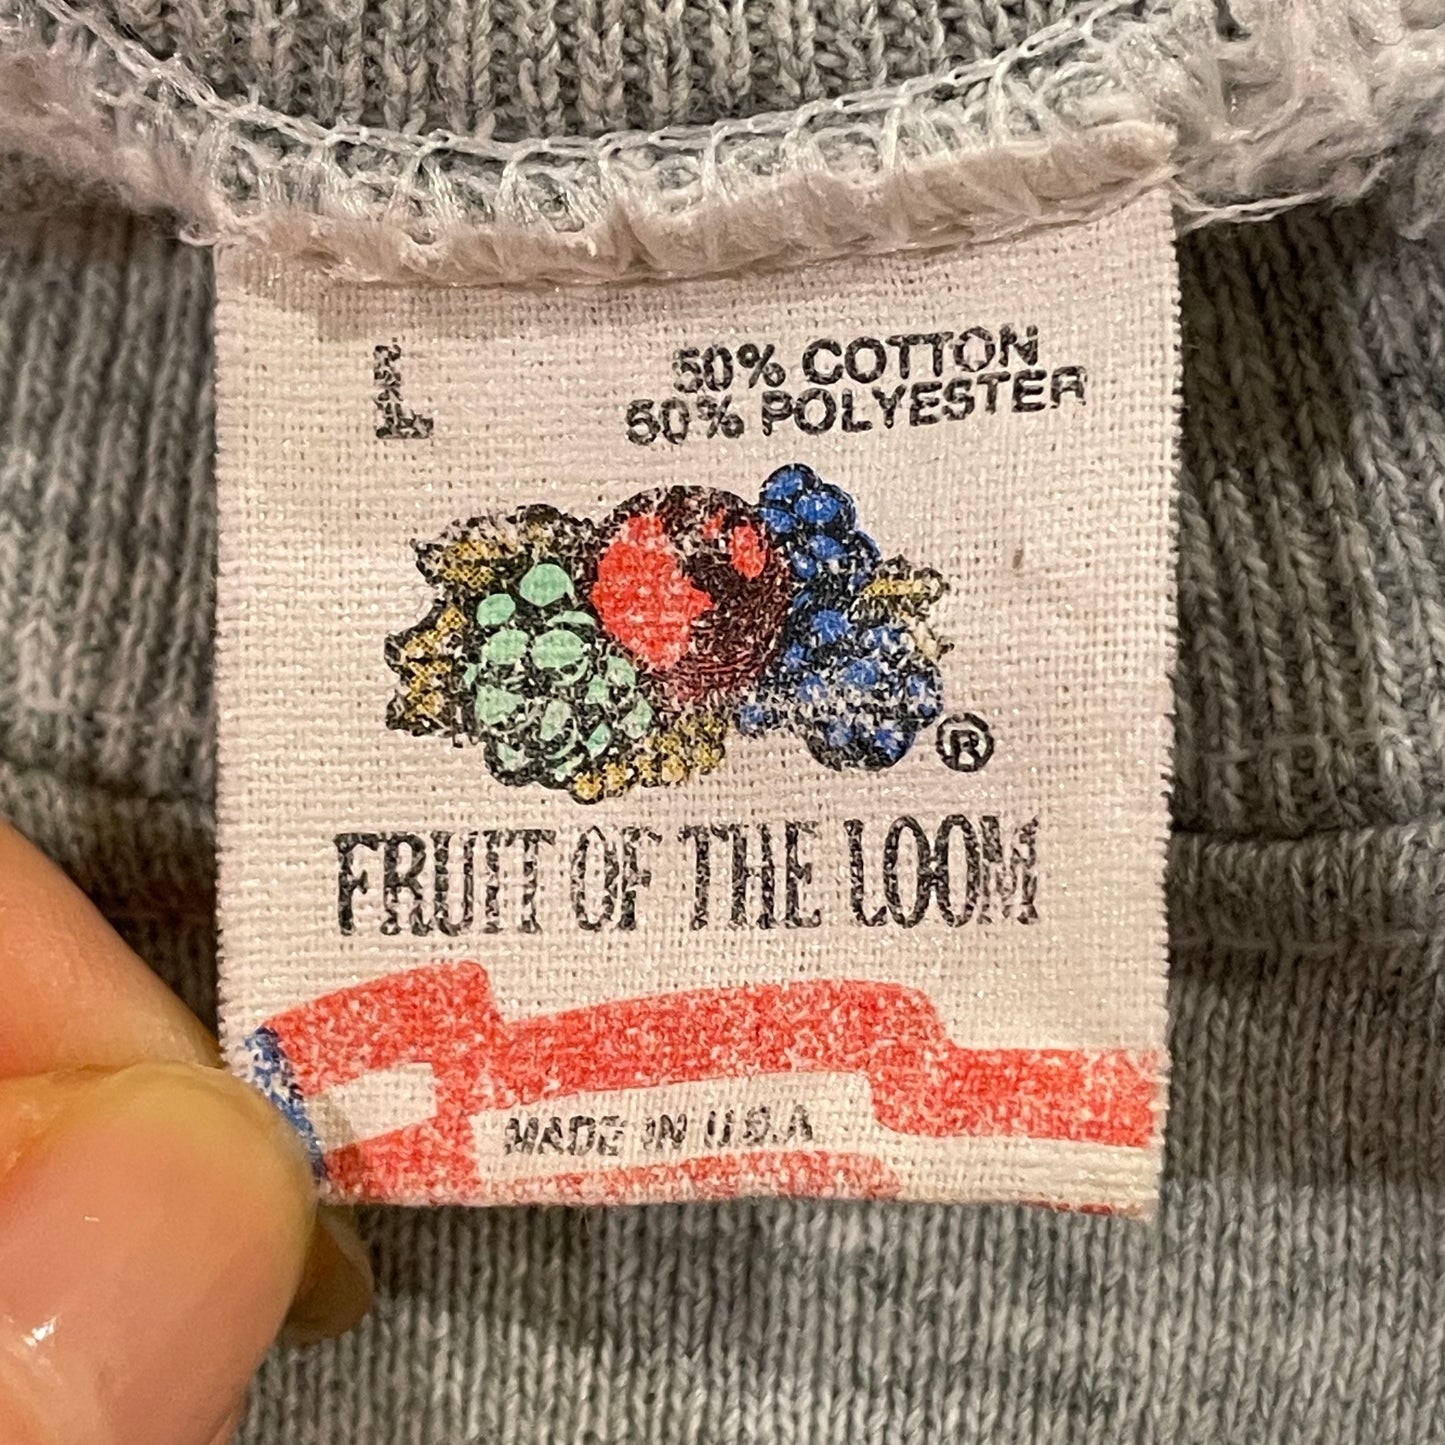 L
50% COTTON
50% POLYESTER
®
FRUIT OF THE LOOM
MADE IN U.S.A